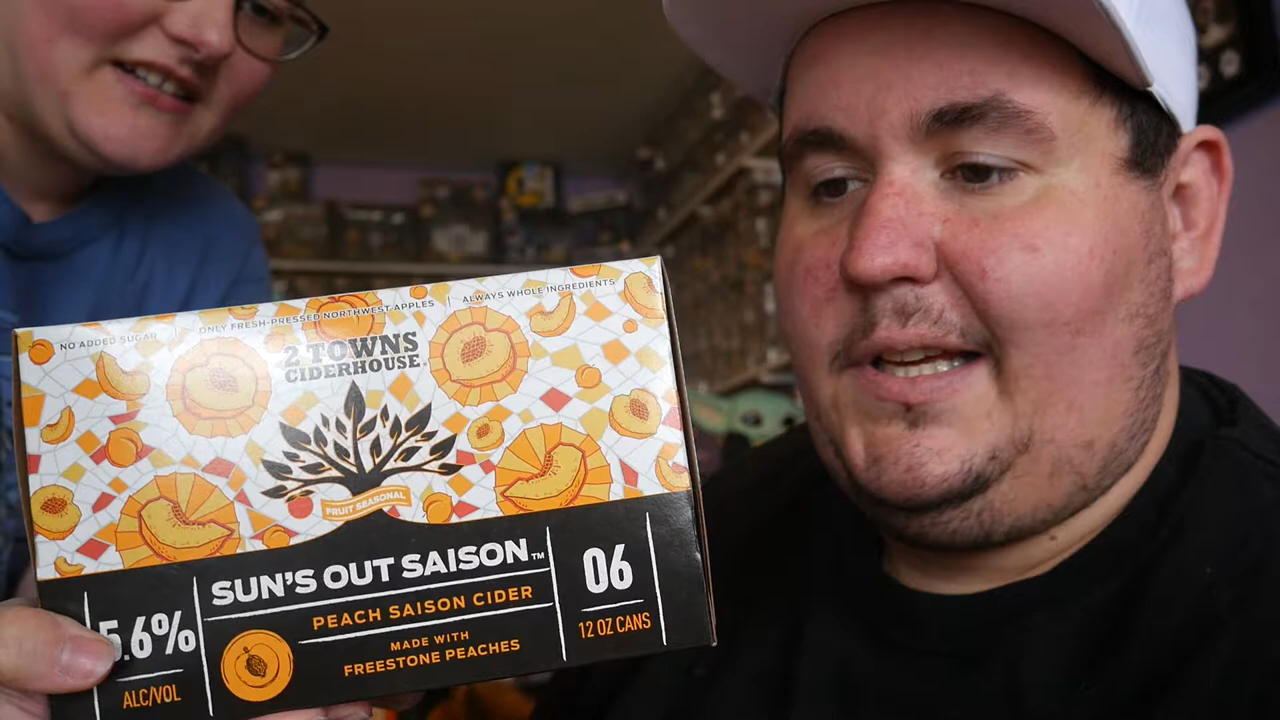 NO ADDED SUGAR | ONLY FRESH-PRESSED NORTHWEST APPLES | ALWAYS WHOLE INGREDIENTS
2 TOWNS
CIDERHOUSE
FRUIT SEASONAL
5.6%
ALC/VOL
SUN'S OUT SAISON™
PEACH SAISON CIDER
MADE WITH
FREESTONE PEACHES
06
12 OZ CANS